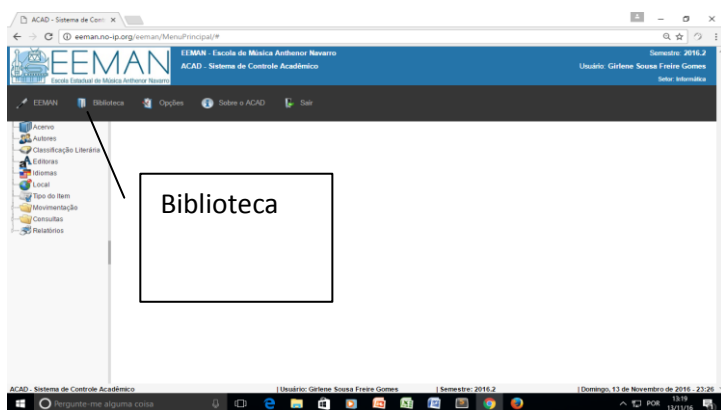 ACAD - Sistema de Contr
eeman.no-ip.org/eeman/MenuPrincipal/#
EEMAN
Escola Estadual de Música Anthenor Navarro
EEMAN - Escola de Música Anthenor Navarro
ACAD - Sistema de Controle Acadêmico
Semestre: 2016.2
Usuário: Girlene Sousa Freire Gomes
Setor: Informática
EEMAN Biblioteca Opções Sobre o ACAD Sair
Acervo
Autores
Classificação Literária
Editoras
Idiomas
Local
Tipo do Item
Movimentação
Consultas
Relatórios
Biblioteca
ACAD - Sistema de Controle Acadêmico | Usuário: Girlene Sousa Freire Gomes | Semestre: 2016.2 | Domingo, 13 de Novembro de 2016 - 23:26
Pergunte-me alguma coisa
POR
13:19
13/11/16